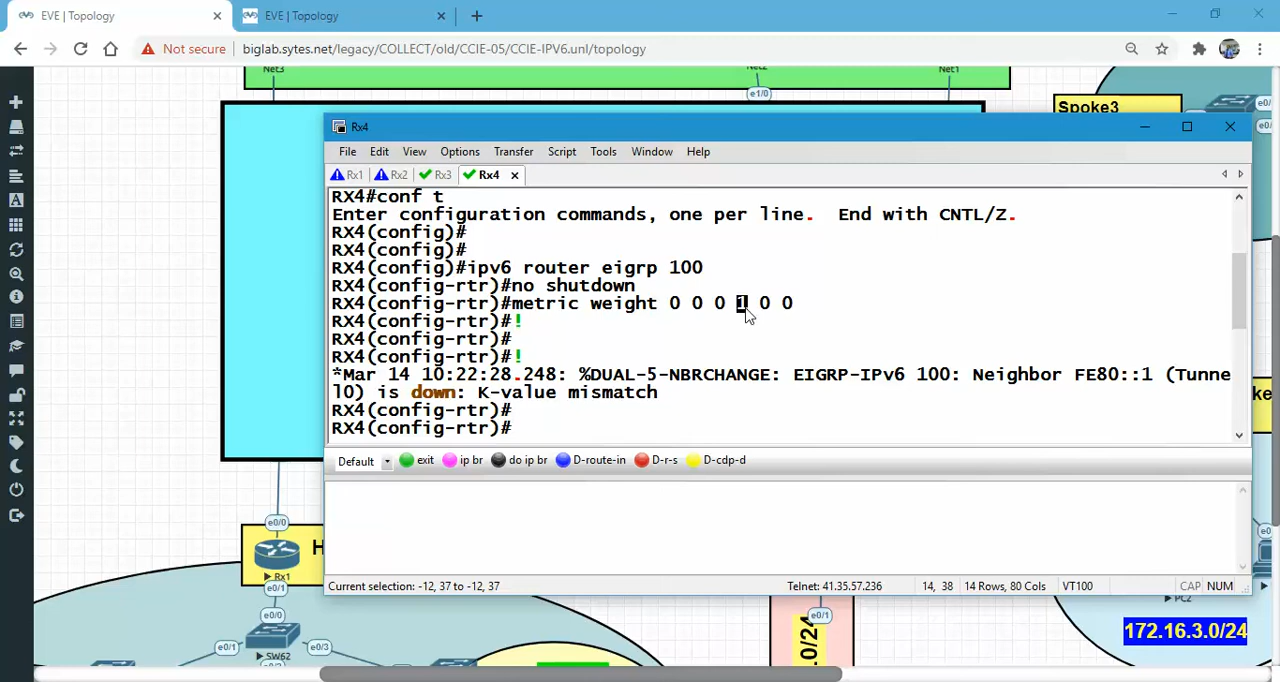 EVE | Topology
EVE | Topology
Not secure
biglab.sytes.net/legacy/COLLECT/old/CCIE-05/CCIE-IPV6.unl/topology
Net3
Net1
e1/0
Spoke3
e0/
e0/
Rx4
File Edit View Options Transfer Script Tools Window Help
Rx1 Rx2 Rx3 Rx4
RX4#conf t
Enter configuration commands, one per line. End with CNTL/Z.
RX4(config)#
RX4(config)#
RX4(config)#ipv6 router eigrp 100
RX4(config-rtr)#no shutdown
RX4(config-rtr)#metric weight 0 0 0 1 0 0
RX4(config-rtr)#!
RX4(config-rtr)#
RX4(config-rtr)#!
*Mar 14 10:22:28.248: %DUAL-5-NBRCHANGE: EIGRP-IPv6 100: Neighbor FE80::1 (Tunne
l0) is down: K-value mismatch
RX4(config-rtr)#
RX4(config-rtr)#
Default exit ip br do ip br D-route-in D-r-s D-cdp-d
Current selection: -12, 37 to -12, 37 Telnet: 41.35.57.236 14, 38 14 Rows, 80 Cols VT100 CAP NUM
ke
e0
e0/0
H
Rx1
e0/1
e0/0
e0/1
e0/3
SW62
e0/1
.0/24
PC2
172.16.3.0/24